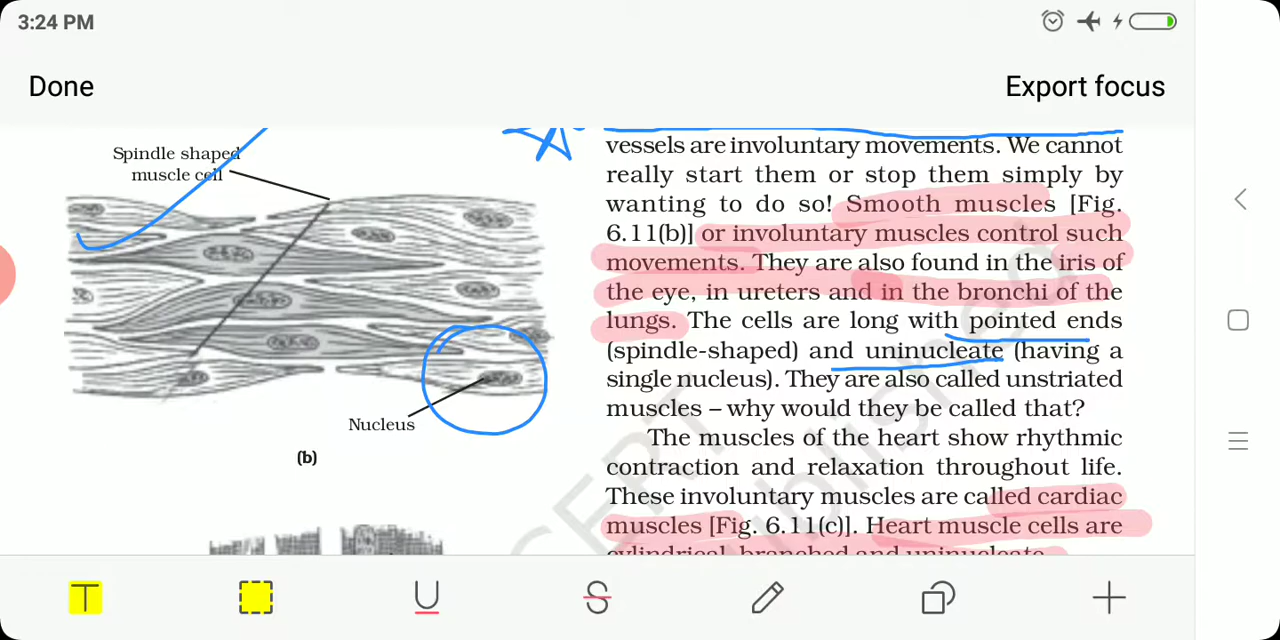 3:24 PM
Done
Export focus
Spindle shaped
muscle cell
Nucleus
(b)
vessels are involuntary movements. We cannot
really start them or stop them simply by
wanting to do so! Smooth muscles [Fig.
6.11(b)] or involuntary muscles control such
movements. They are also found in the iris of
the eye, in ureters and in the bronchi of the
lungs. The cells are long with pointed ends
(spindle-shaped) and uninucleate (having a
single nucleus). They are also called unstriated
muscles – why would they be called that?
The muscles of the heart show rhythmic
contraction and relaxation throughout life.
These involuntary muscles are called cardiac
muscles [Fig. 6.11(c)]. Heart muscle cells are
cylindrical, branched and uninucleate.
T
U
S